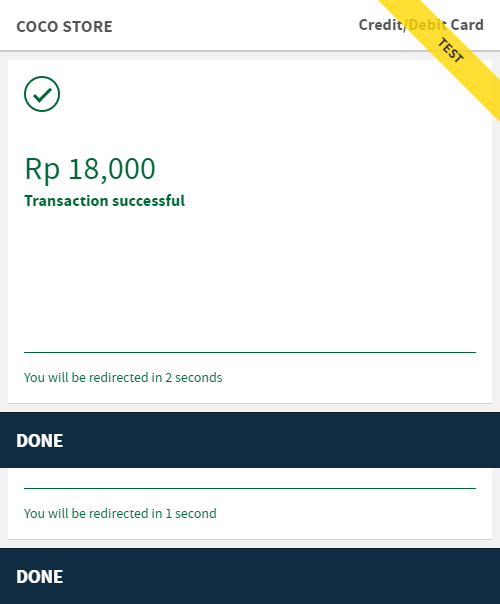 COCO STORE
Credit/Debit Card
TEST
Rp 18,000
Transaction successful
You will be redirected in 2 seconds
DONE
You will be redirected in 1 second
DONE